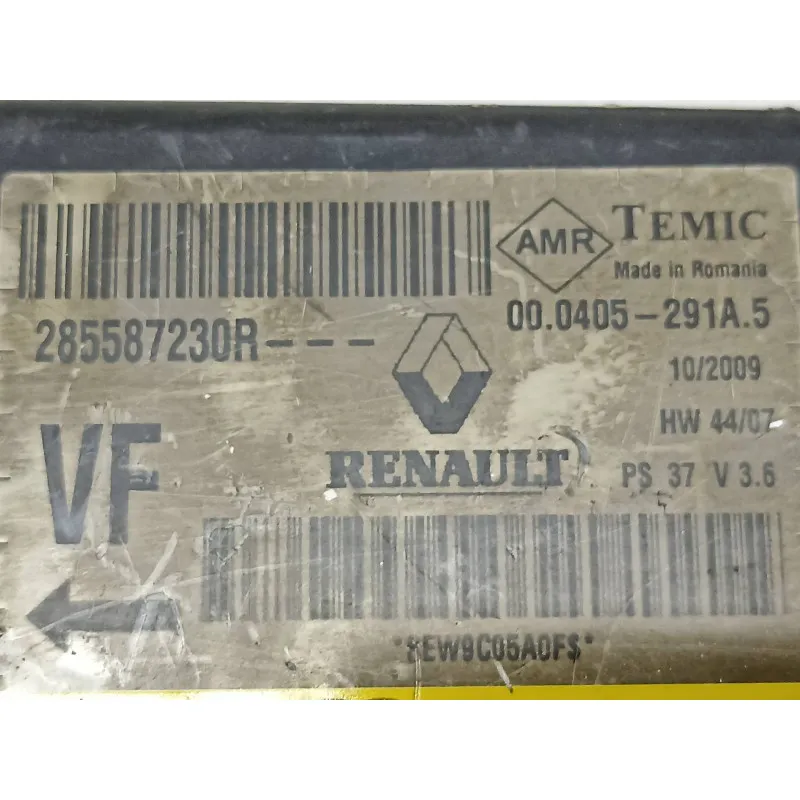 AMR TEMIC
Made in Romania
285587230R---
00.0405-291A.5
10/2009
VF
HW 44/07
RENAULT
PS 37 V 3.6